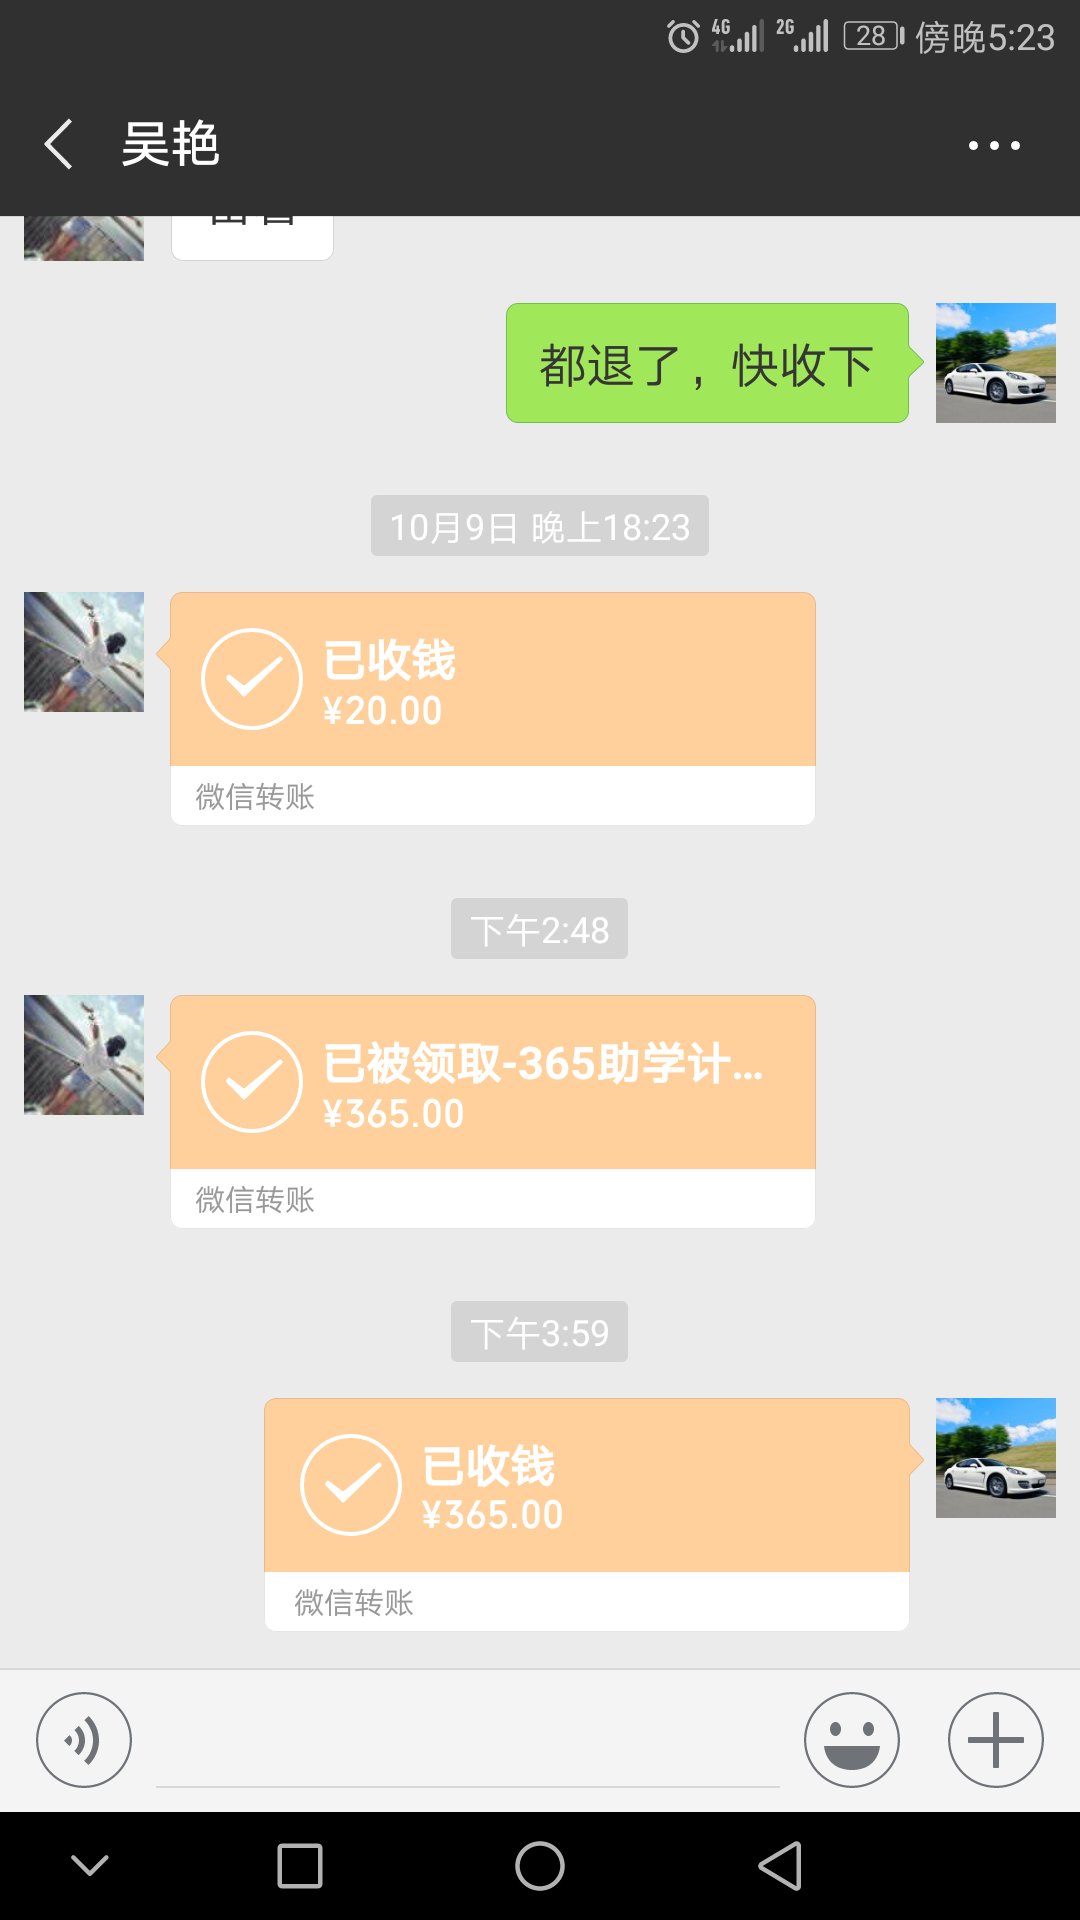 4G 2G 28 傍晚5:23
吴艳
都退了，快收下
10月9日 晚上18:23
已收钱
¥20.00
微信转账
下午2:48
已被领取-365助学计...
¥365.00
微信转账
下午3:59
已收钱
¥365.00
微信转账